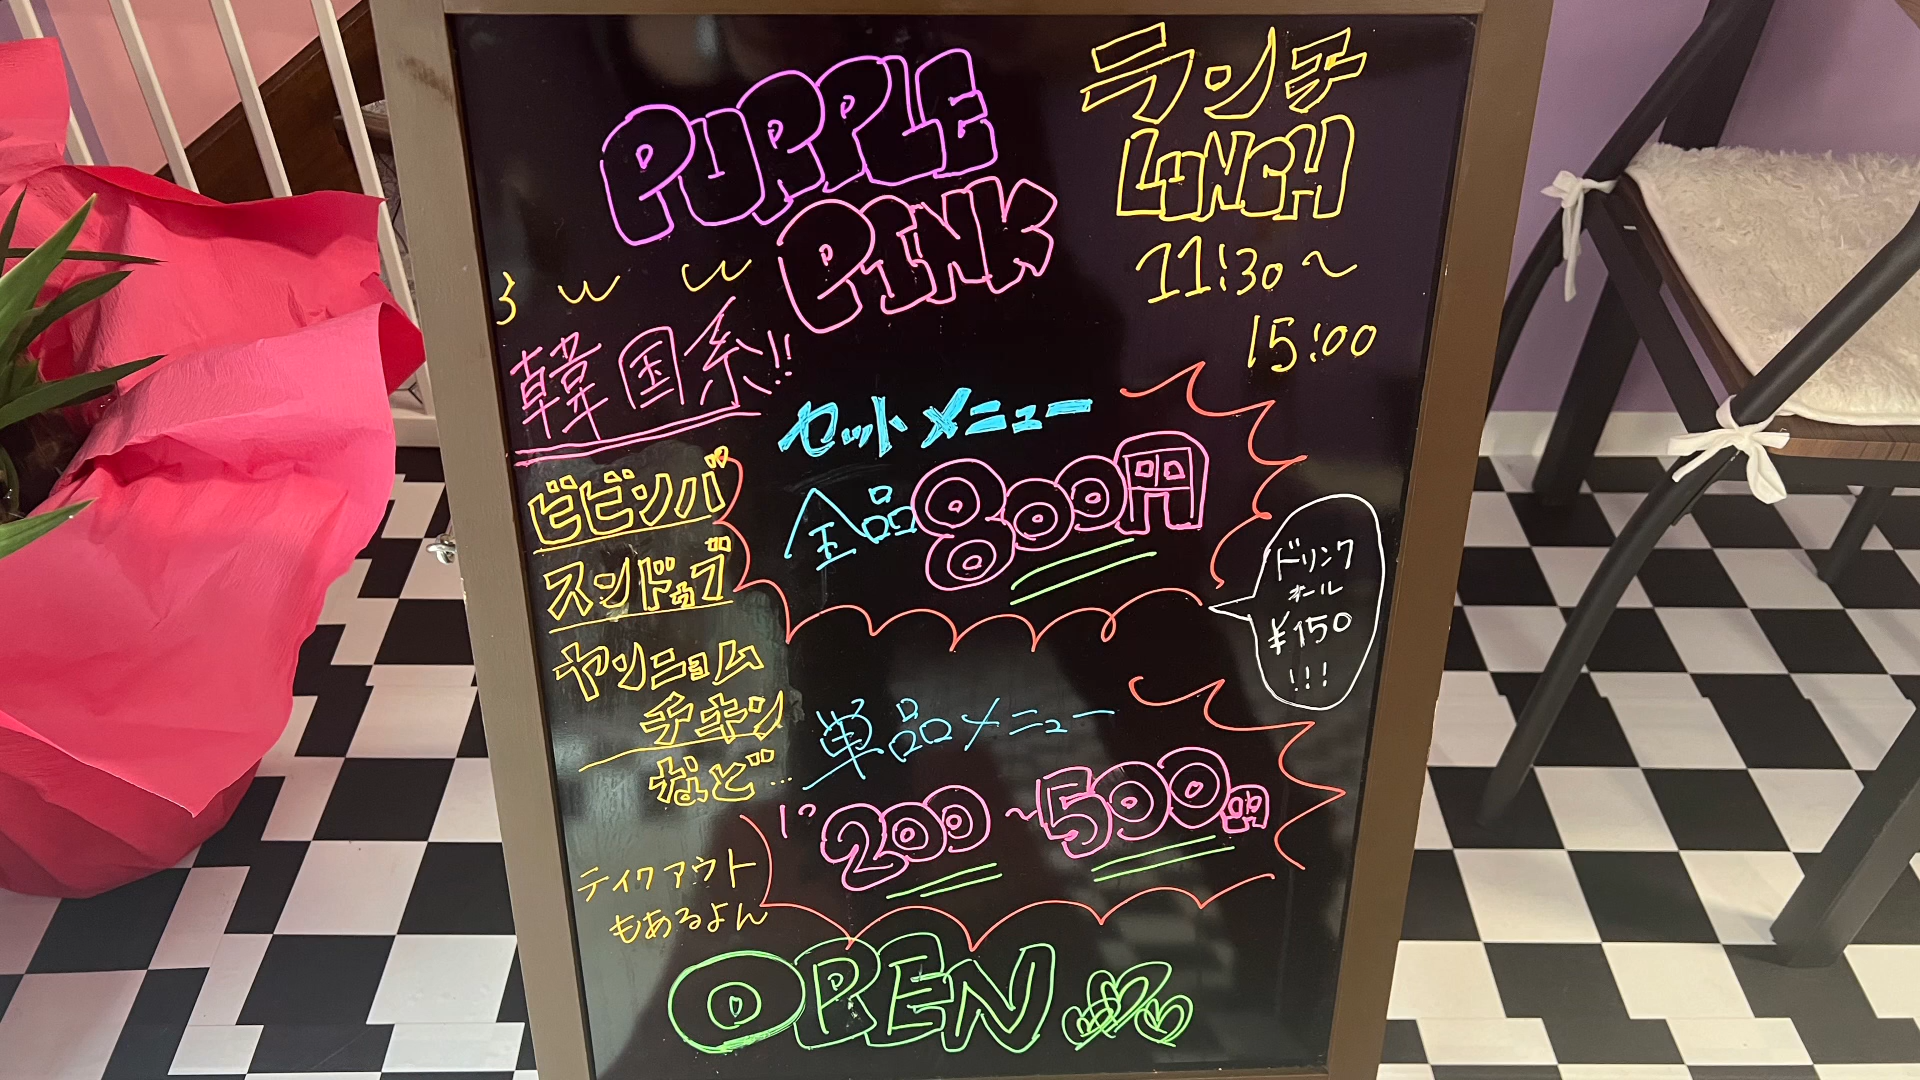 PURPLE
PINK
ランチ
LUNCH
11:30～
15:00
韓国系!!
ビビンバ
スンドゥブ
ヤンニョム
チキン
など…
セットメニュー
全品800円
ドリンク
オール
¥150
!!!
単品メニュー
200～500円
テイクアウト
もあるよん
OPEN